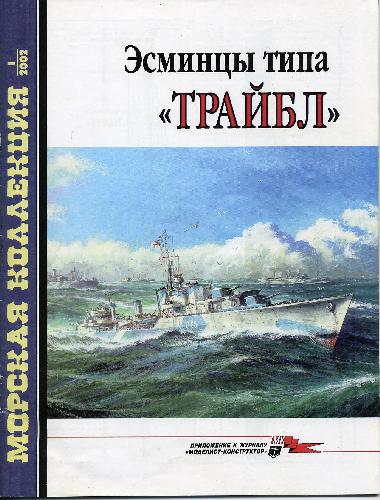 1
2002
МОРСКАЯ КОЛЛЕКЦИЯ
Эсминцы типа
«ТРАЙБЛ»
ПРИЛОЖЕНИЕ К ЖУРНАЛУ
«МОДЕЛИСТ-КОНСТРУКТОР»